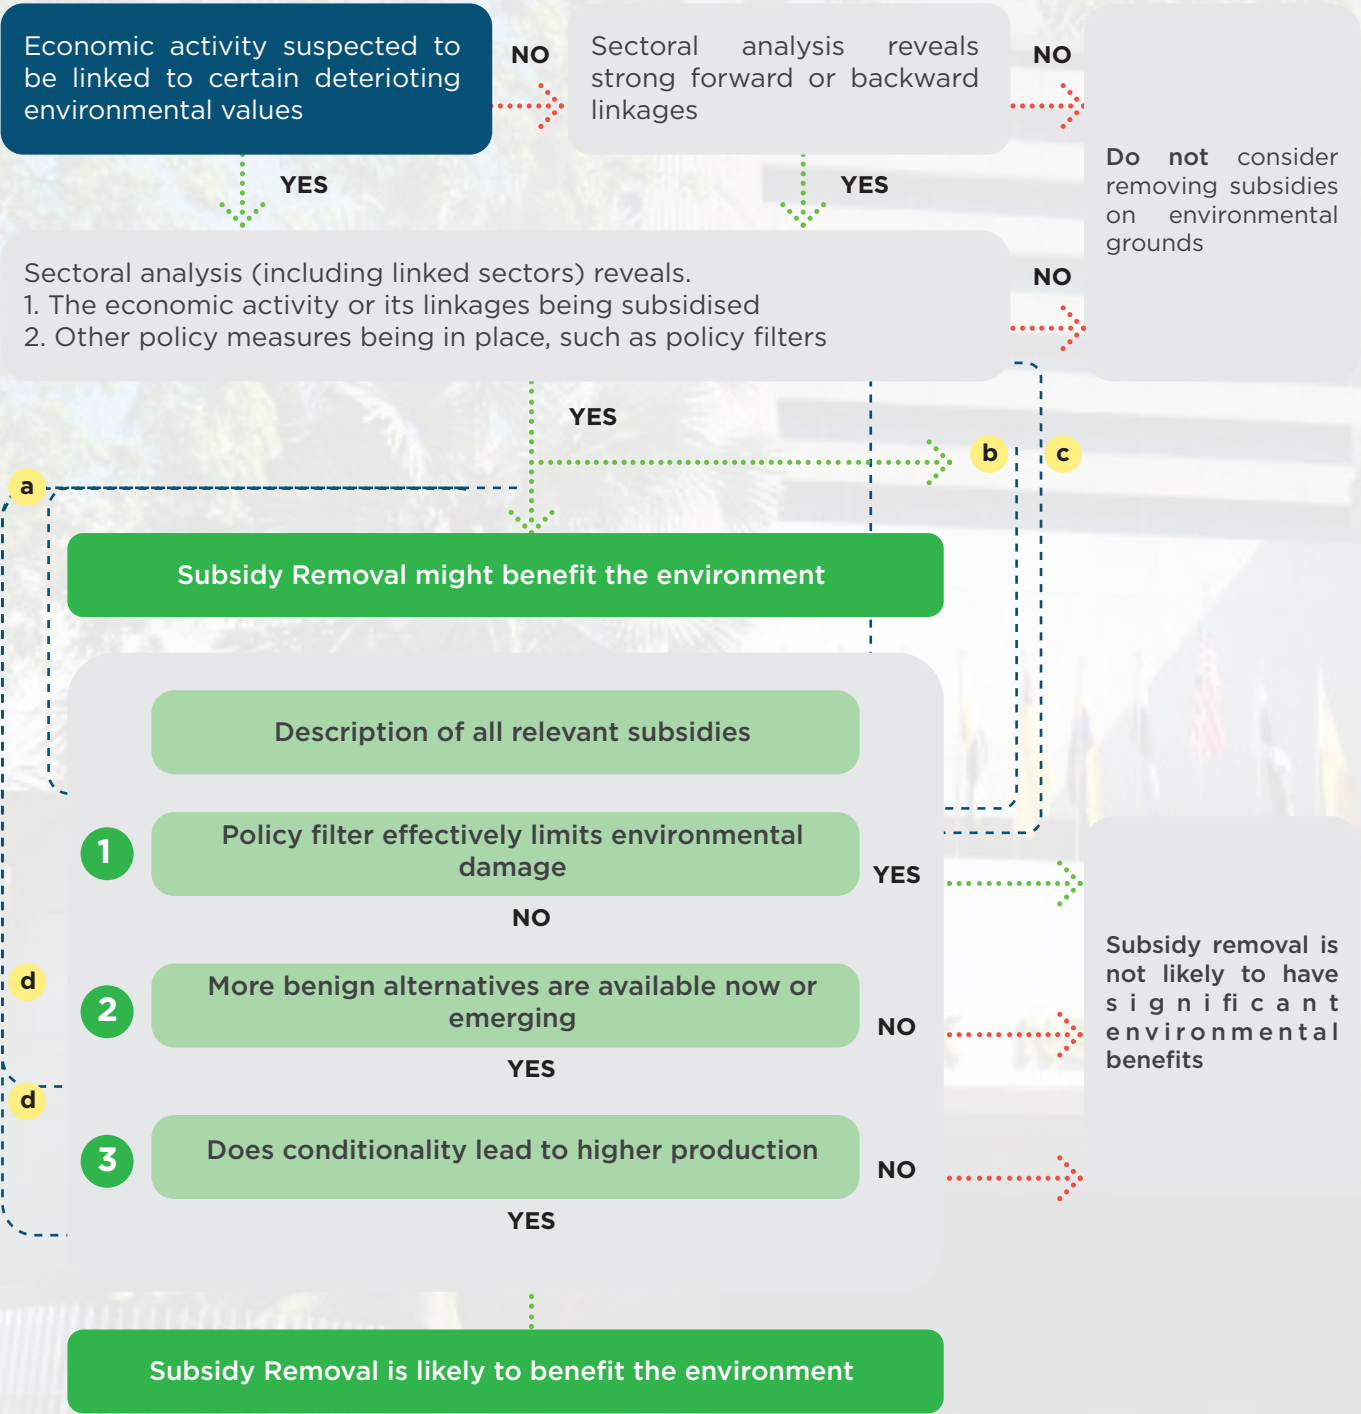 Economic activity suspected to
be linked to certain deterioting
environmental values
NO
Sectoral analysis reveals
strong forward or backward
linkages
NO
YES
YES
Do not consider
removing subsidies
on environmental
grounds
Sectoral analysis (including linked sectors) reveals.
1. The economic activity or its linkages being subsidised
2. Other policy measures being in place, such as policy filters
NO
YES
b
c
a
Subsidy Removal might benefit the environment
Description of all relevant subsidies
1
Policy filter effectively limits environmental
damage
YES
NO
d
2
More benign alternatives are available now or
emerging
NO
YES
Subsidy removal is
not likely to have
significant
environmental
benefits
d
3
Does conditionality lead to higher production
NO
YES
Subsidy Removal is likely to benefit the environment